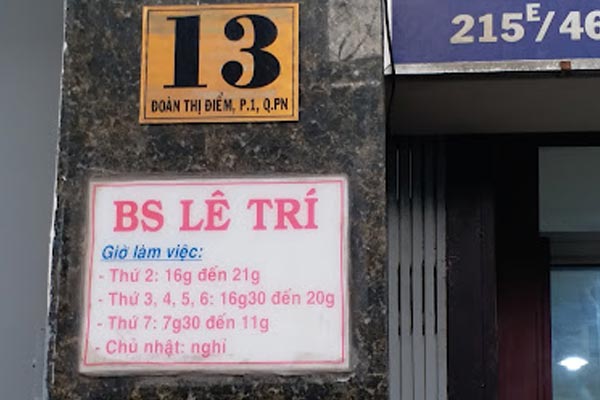 13
ĐOÀN THỊ ĐIỂM, P.1, Q.PN
215E/46
BS LÊ TRÍ
Giờ làm việc:
- Thứ 2: 16g đến 21g
- Thứ 3, 4, 5, 6: 16g30 đến 20g
- Thứ 7: 7g30 đến 11g
- Chủ nhật: nghỉ